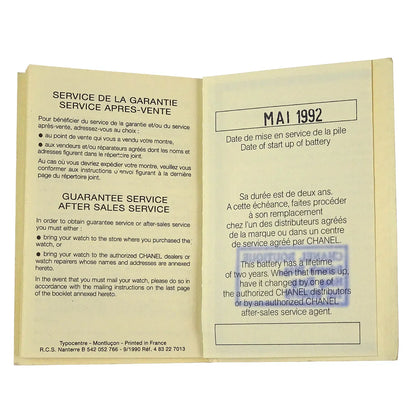 SERVICE DE LA GARANTIE
SERVICE APRES-VENTE
Pour bénéficier du service de la garantie et/ou du service
après-vente, adressez-vous au choix :
● au point de vente qui vous a vendu votre montre,
● aux vendeurs et/ou réparateurs agréés dont les noms et
adresses figurent dans le répertoire joint.
Au cas où vous devriez expédier votre montre, veuillez vous
conformer aux instructions d'envoi figurant à la dernière
page du répertoire joint.
GUARANTEE SERVICE
AFTER SALES SERVICE
In order to obtain guarantee service or after-sales service
you must either :
● bring your watch to the store where you purchased the
watch, or
● bring your watch to the authorized CHANEL dealers or
watch repairers whose names and addresses are annexed
hereto.
In the event that you must mail your watch, please do so in
accordance with the mailing instructions on the last page
of the booklet annexed hereto.
Typocentre - Montluçon - Printed in France
R.C.S. Nanterre B 542 052 766 - 9/1990 Réf. 4 83 22 7013
MAI 1992
Date de mise en service de la pile
Date of start up of battery
Sa durée est de deux ans.
A cette échéance, faites procéder
à son remplacement
chez l'un des distributeurs agréés
de la marque ou dans un centre
de service agréé par CHANEL.
This battery has a lifetime
of two years. When that time is up,
have it changed by one of
the authorized CHANEL distributors
or by an authorized CHANEL
after-sales service agent.